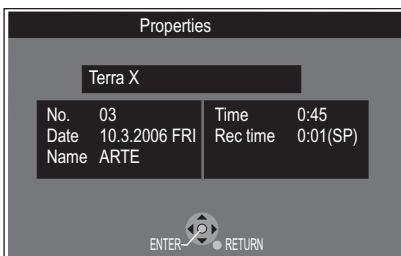 Properties
Terra X
No. 03
Date 10.3.2006 FRI
Name ARTE
Time 0:45
Rec time 0:01(SP)
ENTER RETURN